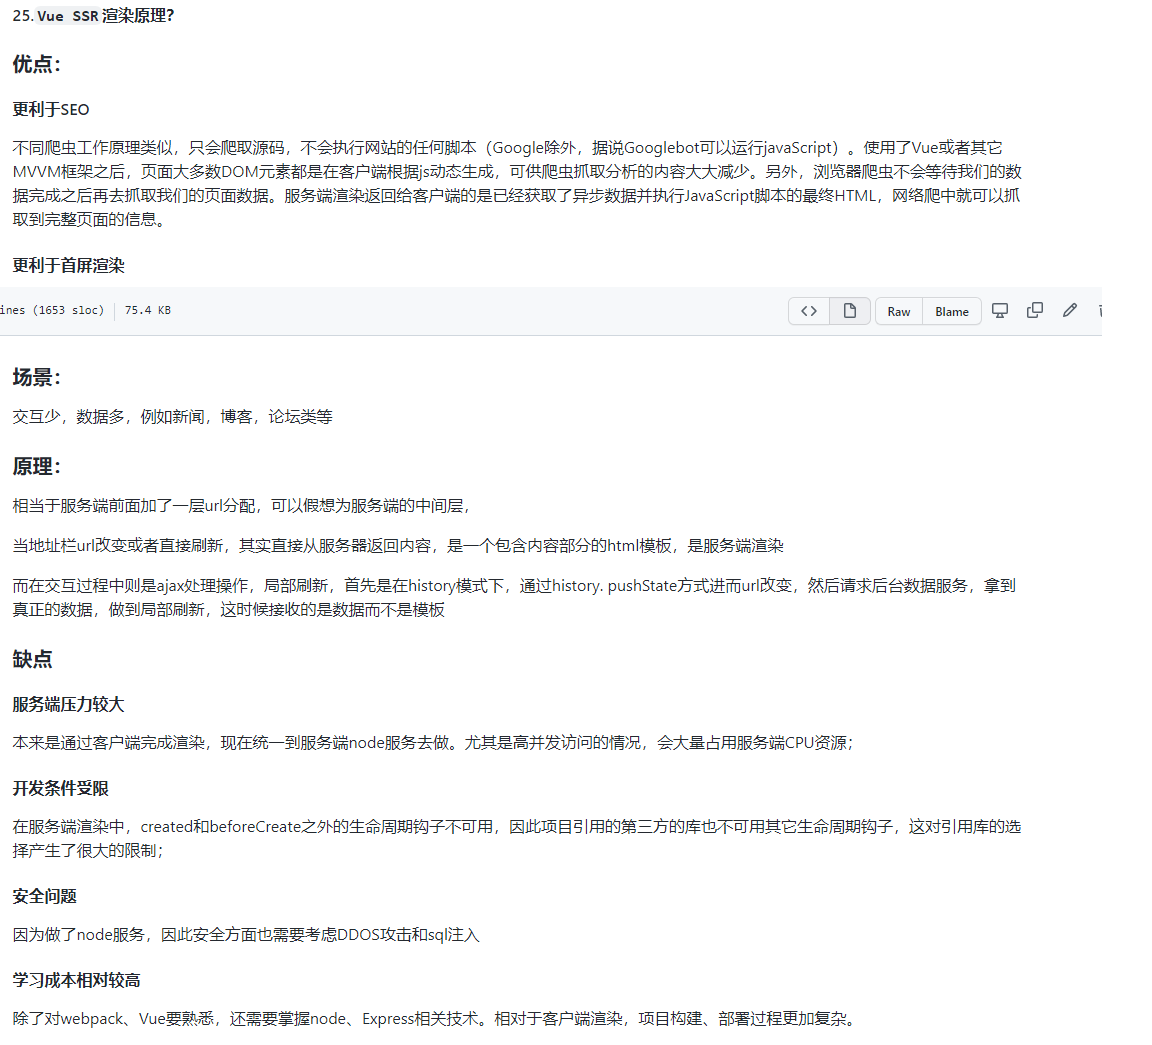 25.Vue SSR渲染原理？
优点：
更利于SEO
不同爬虫工作原理类似，只会爬取源码，不会执行网站的任何脚本（Google除外，据说Googlebot可以运行javaScript）。使用了Vue或者其它
MVVM框架之后，页面大多数DOM元素都是在客户端根据js动态生成，可供爬虫抓取分析的内容大大减少。另外，浏览器爬虫不会等待我们的数
据完成之后再去抓取我们的页面数据。服务端渲染返回给客户端的是已经获取了异步数据并执行JavaScript脚本的最终HTML，网络爬中就可以抓
取到完整页面的信息。
更利于首屏渲染
ines (1653 sloc) 75.4 KB
Raw Blame
场景：
交互少，数据多，例如新闻，博客，论坛类等
原理：
相当于服务端前面加了一层url分配，可以假想为服务端的中间层，
当地址栏url改变或者直接刷新，其实直接从服务器返回内容，是一个包含内容部分的html模板，是服务端渲染
而在交互过程中则是ajax处理操作，局部刷新，首先是在history模式下，通过history. pushState方式进而url改变，然后请求后台数据服务，拿到
真正的数据，做到局部刷新，这时候接收的是数据而不是模板
缺点
服务端压力较大
本来是通过客户端完成渲染，现在统一到服务端node服务去做。尤其是高并发访问的情况，会大量占用服务端CPU资源；
开发条件受限
在服务端渲染中，created和beforeCreate之外的生命周期钩子不可用，因此项目引用的第三方的库也不可用其它生命周期钩子，这对引用库的选
择产生了很大的限制；
安全问题
因为做了node服务，因此安全方面也需要考虑DDOS攻击和sql注入
学习成本相对较高
除了对webpack、Vue要熟悉，还需要掌握node、Express相关技术。相对于客户端渲染，项目构建、部署过程更加复杂。